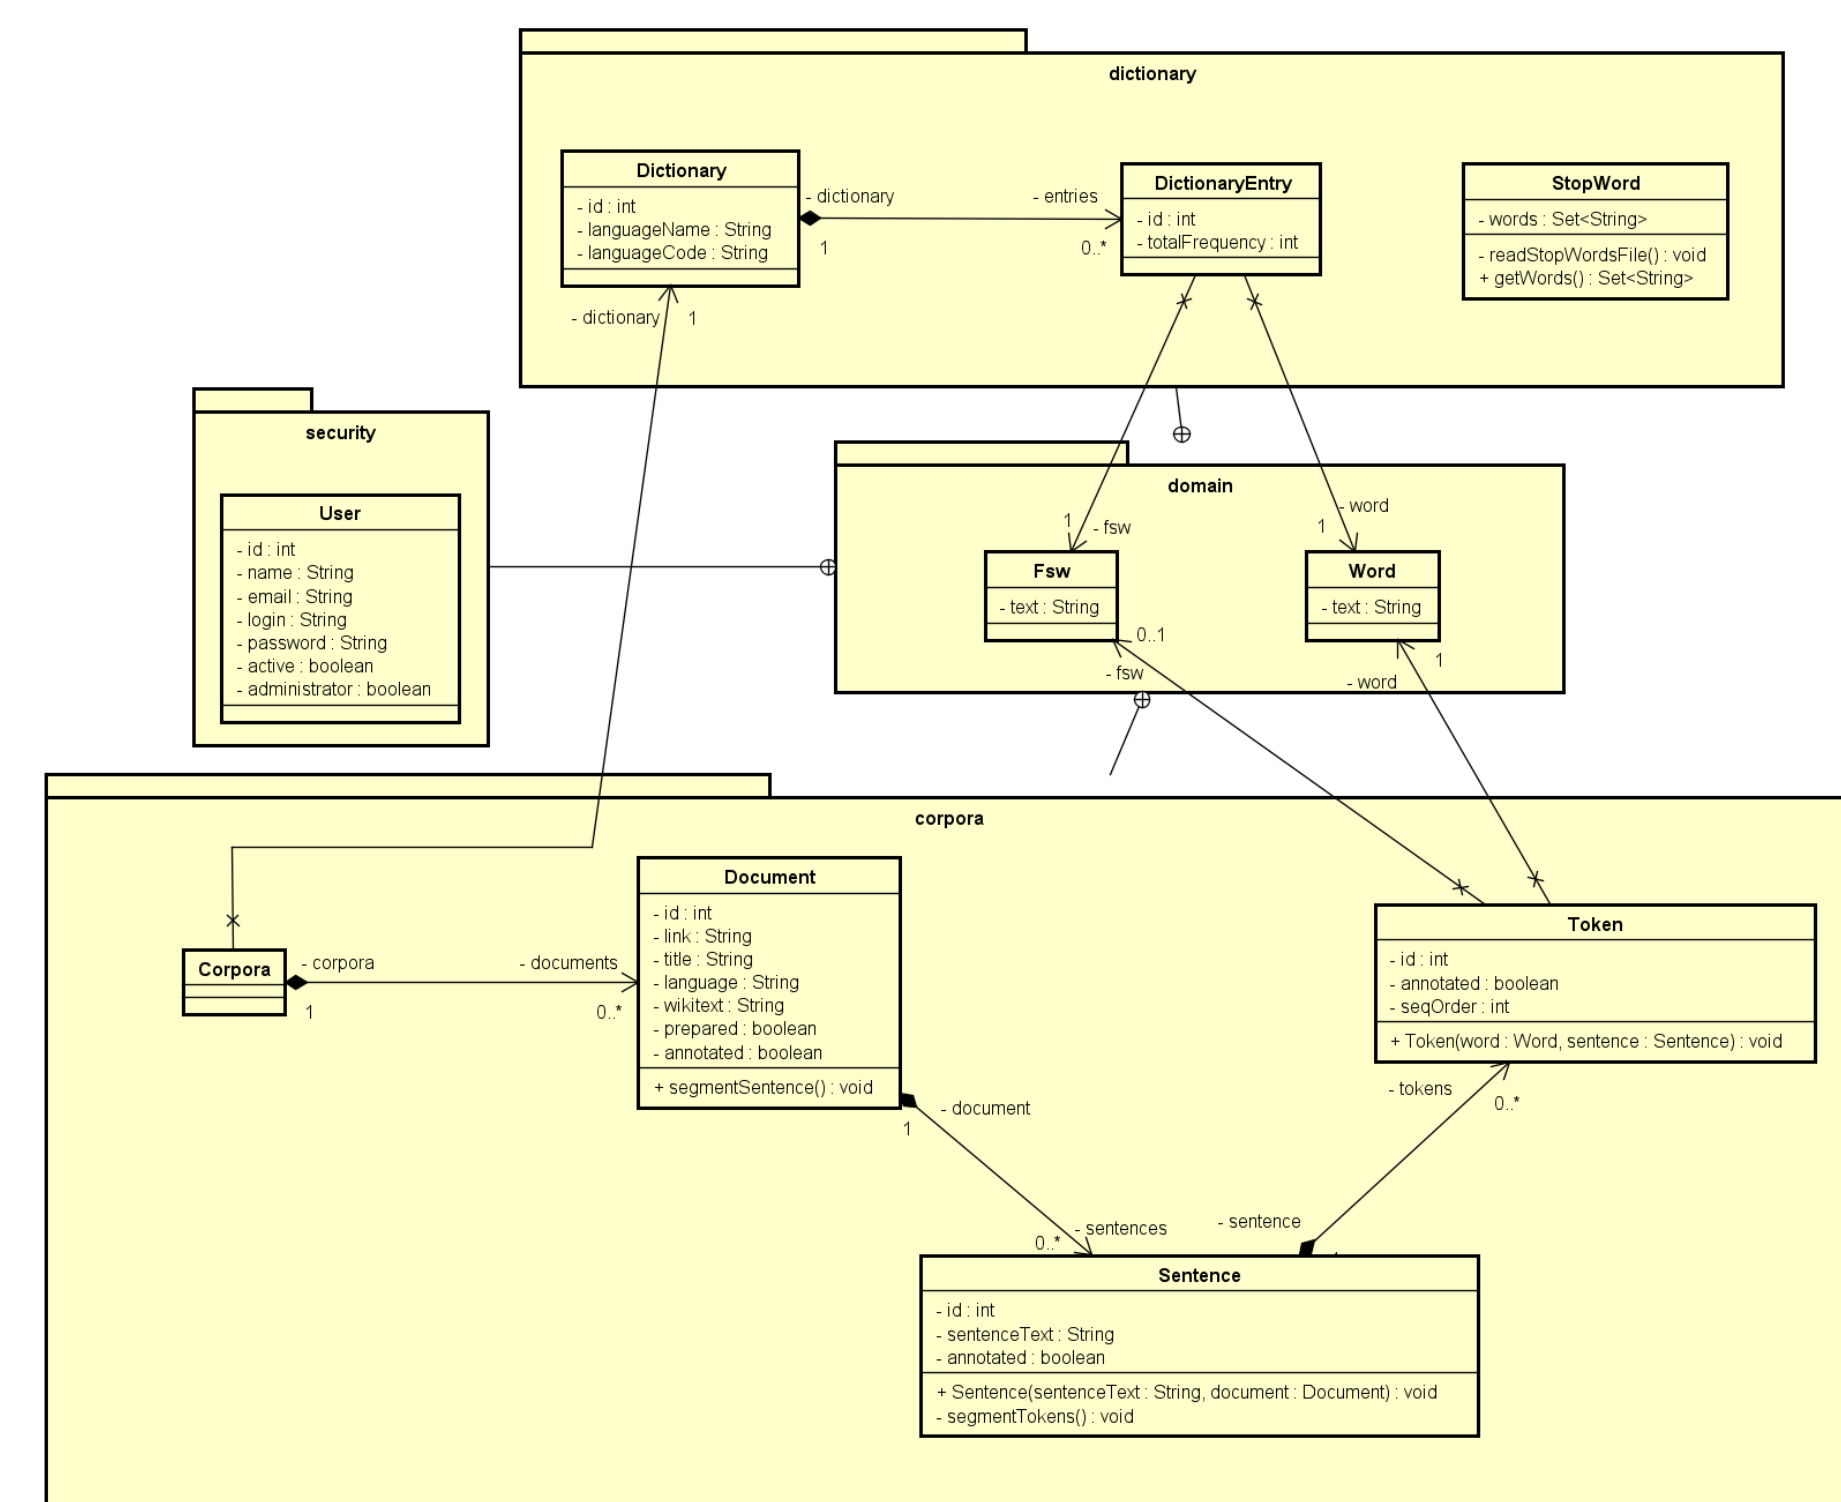 dictionary
Dictionary
- id : int
- languageName : String
- languageCode : String
- dictionary
1
- entries
0..*
DictionaryEntry
- id : int
- totalFrequency : int
StopWord
- words : Set<String>
- readStopWordsFile() : void
+ getWords() : Set<String>
- dictionary
1
security
User
- id : int
- name : String
- email : String
- login : String
- password : String
- active : boolean
- administrator : boolean
domain
1
- fsw
- word
1
Fsw
- text : String
Word
- text : String
0..1
- fsw
1
- word
corpora
Corpora
- corpora
1
- documents
0..*
Document
- id : int
- link : String
- title : String
- language : String
- wikitext : String
- prepared : boolean
- annotated : boolean
+ segmentSentence() : void
Token
- id : int
- annotated : boolean
- seqOrder : int
+ Token(word : Word, sentence : Sentence) : void
- document
1
- tokens
0..*
- sentences
0..*
- sentence
Sentence
- id : int
- sentenceText : String
- annotated : boolean
+ Sentence(sentenceText : String, document : Document) : void
- segmentTokens() : void